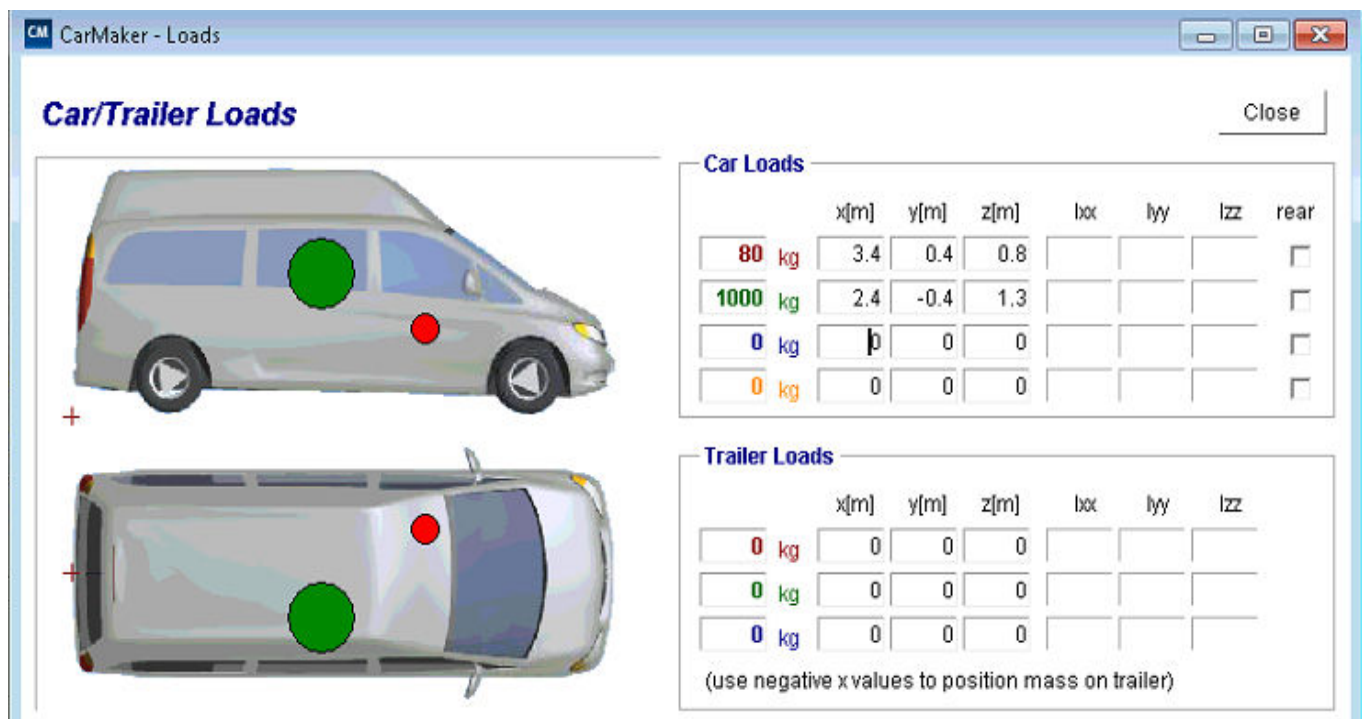 CM CarMaker - Loads
Car/Trailer Loads
Close
Car Loads
x[m] y[m] z[m] Ixx Iyy Izz rear
80 kg 3.4 0.4 0.8
1000 kg 2.4 -0.4 1.3
0 kg 0 0 0
0 kg 0 0 0
Trailer Loads
x[m] y[m] z[m] Ixx Iyy Izz
0 kg 0 0 0
0 kg 0 0 0
0 kg 0 0 0
(use negative x values to position mass on trailer)